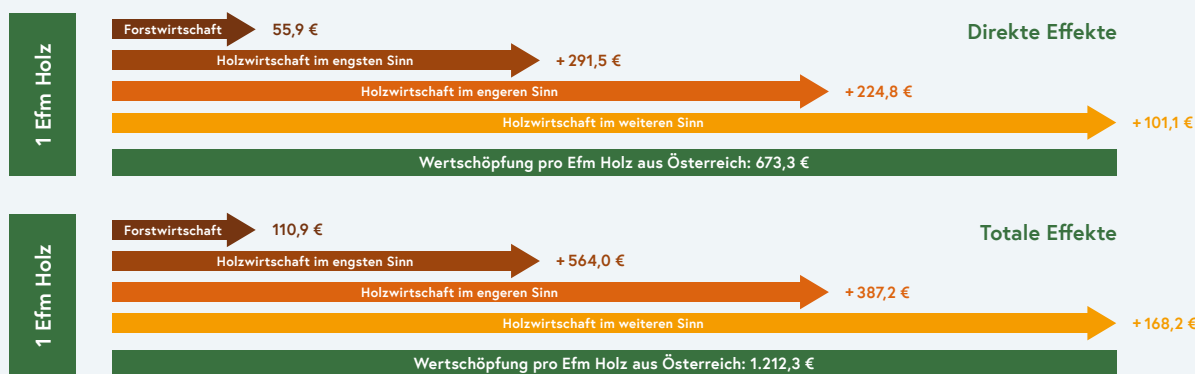 1 Efm Holz
Direkte Effekte
Forstwirtschaft 55,9 €
Holzwirtschaft im engsten Sinn + 291,5 €
Holzwirtschaft im engeren Sinn + 224,8 €
Holzwirtschaft im weiteren Sinn + 101,1 €
Wertschöpfung pro Efm Holz aus Österreich: 673,3 €
1 Efm Holz
Totale Effekte
Forstwirtschaft 110,9 €
Holzwirtschaft im engsten Sinn + 564,0 €
Holzwirtschaft im engeren Sinn + 387,2 €
Holzwirtschaft im weiteren Sinn + 168,2 €
Wertschöpfung pro Efm Holz aus Österreich: 1.212,3 €